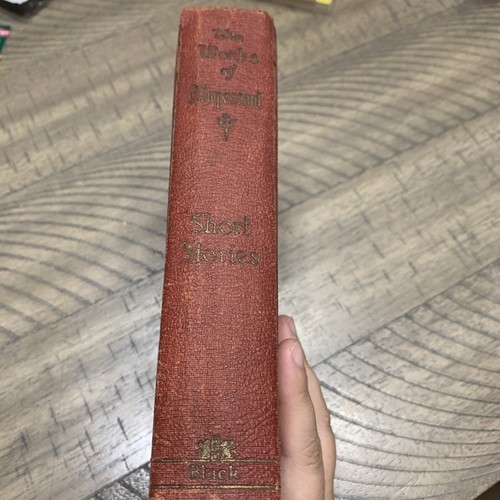 The
Works
of
Maupassant
Short
Stories
Black